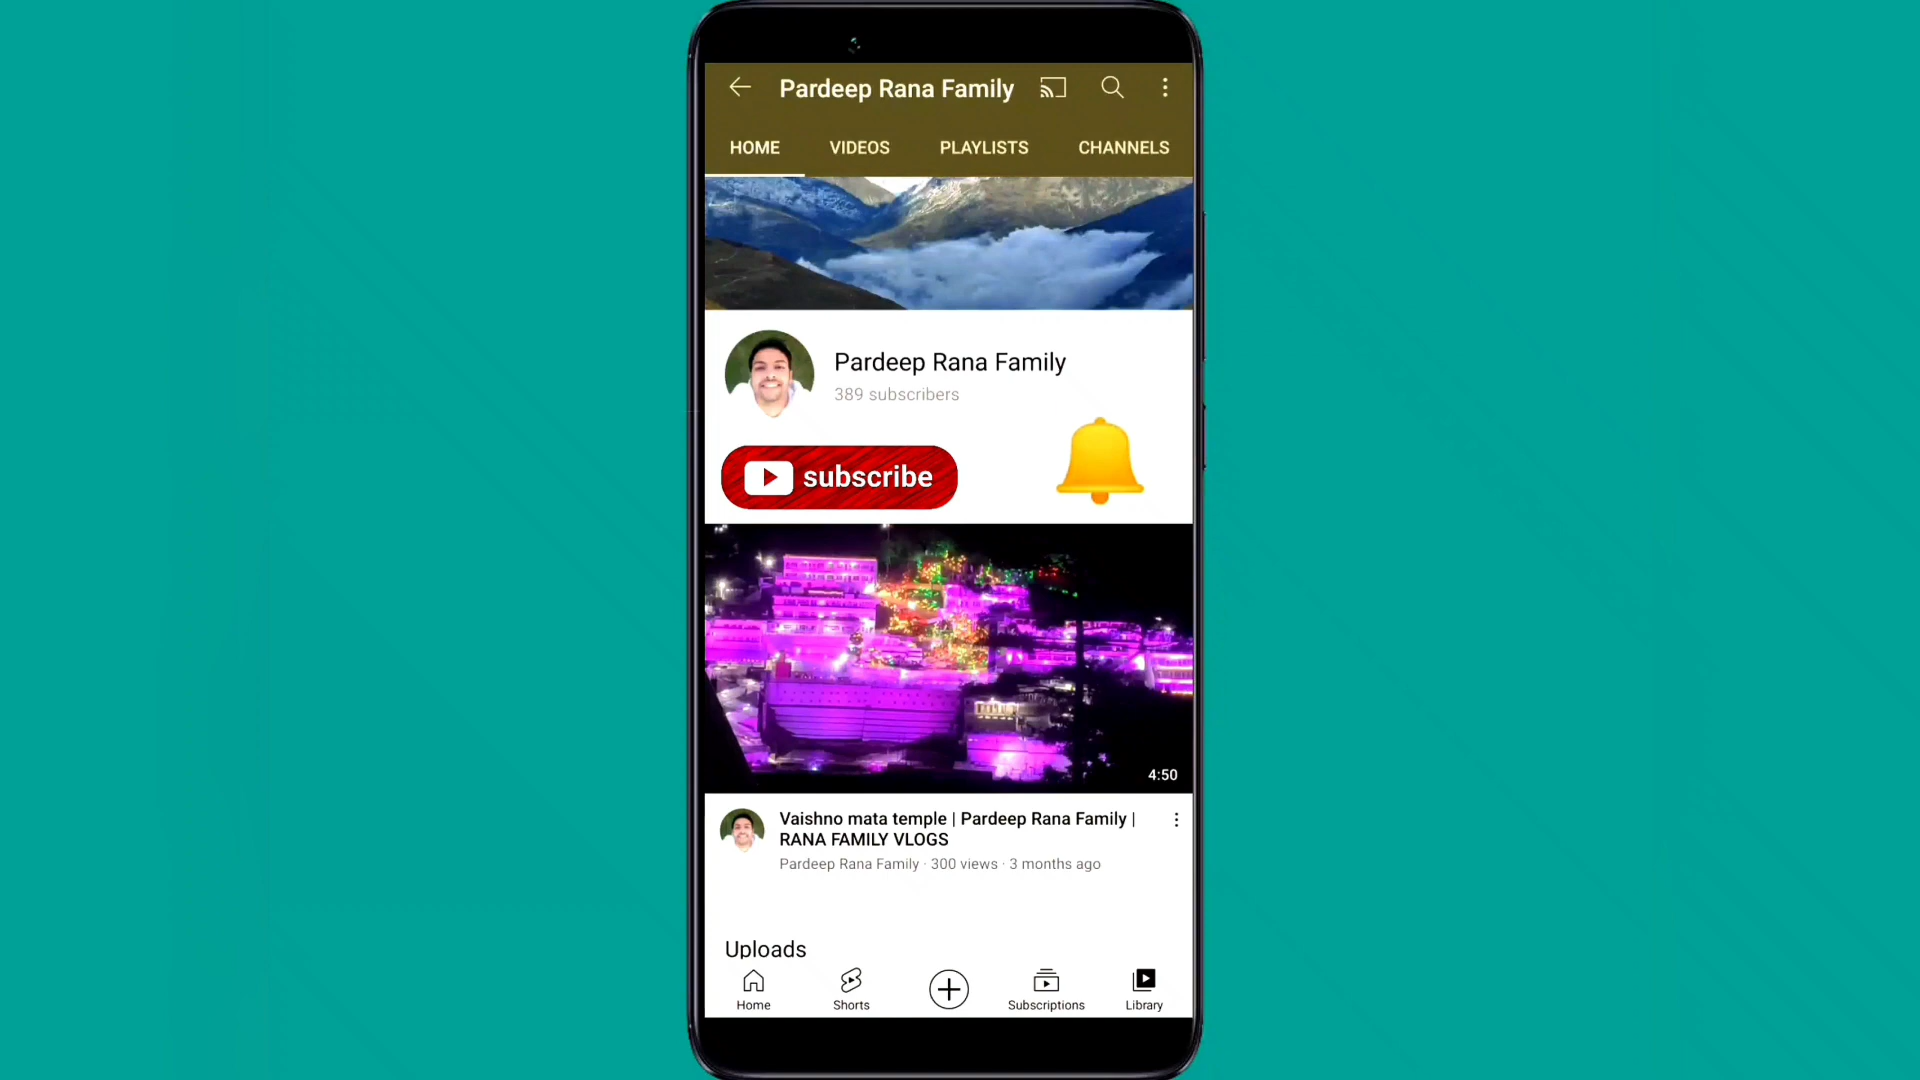 Pardeep Rana Family
HOME VIDEOS PLAYLISTS CHANNELS
Pardeep Rana Family
389 subscribers
subscribe
4:50
Vaishno mata temple | Pardeep Rana Family |
RANA FAMILY VLOGS
Pardeep Rana Family · 300 views · 3 months ago
Uploads
Home Shorts Subscriptions Library